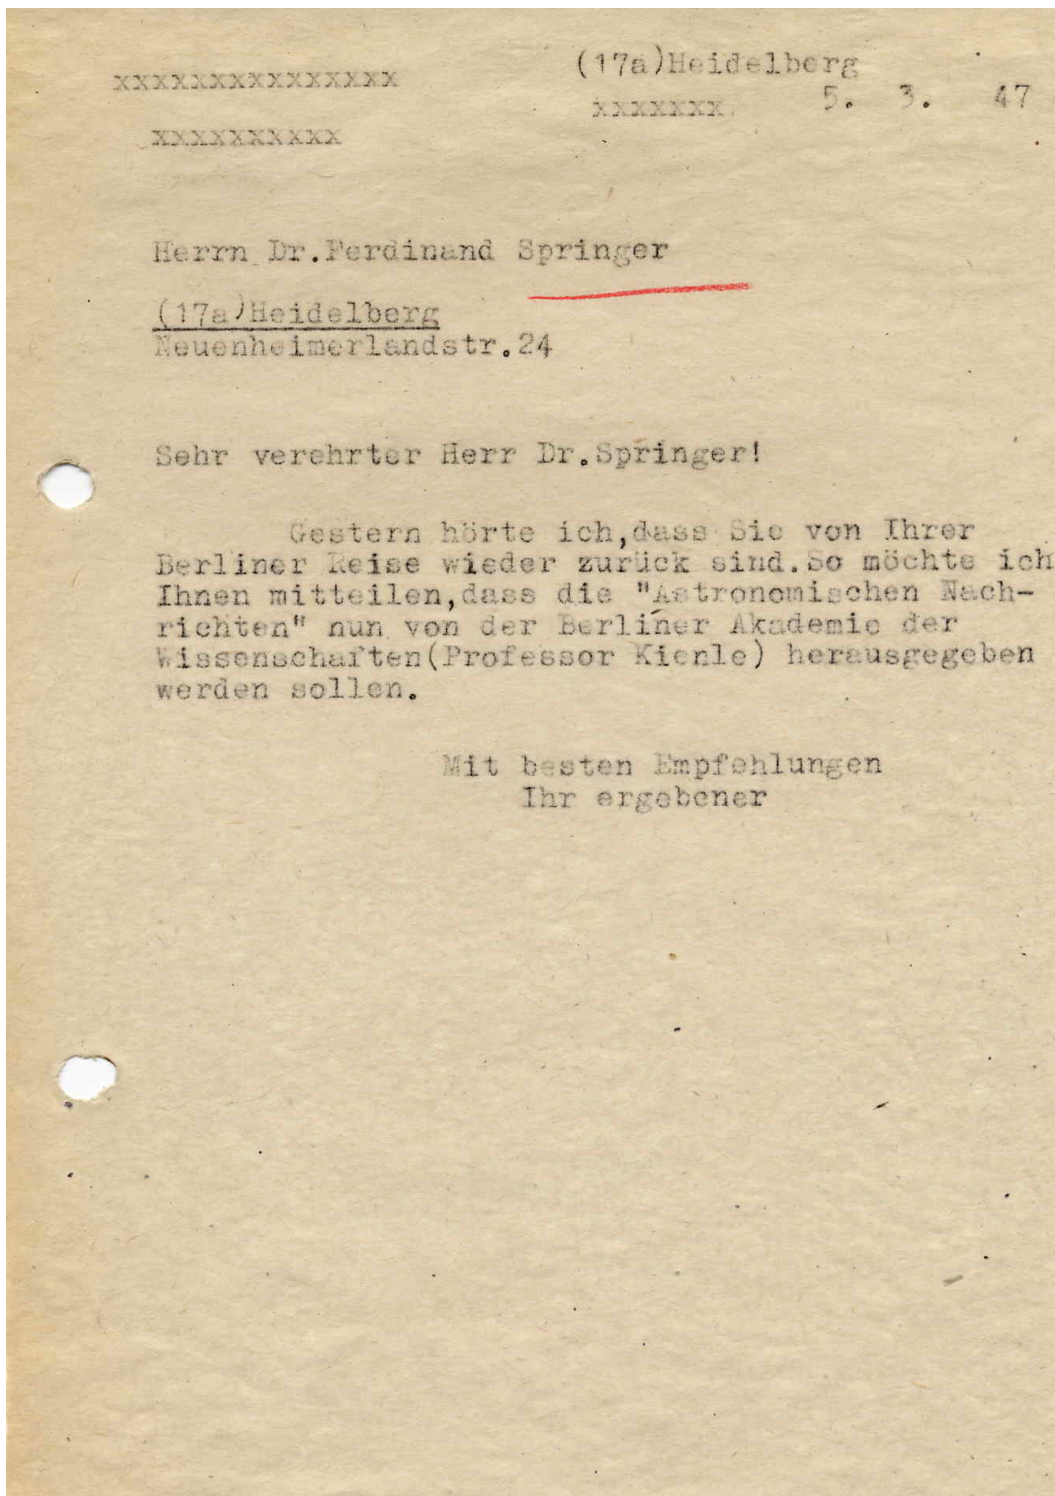 (17a)Heidelberg
xxxxxxxxxxxxxxx
xxxxxxx 5. 3. 47
xxxxxxxxxx
Herrn Dr.Ferdinand Springer
(17a)Heidelberg
Neuenheimerlandstr.24
Sehr verehrter Herr Dr.Springer!
Gestern hörte ich,dass Sie von Ihrer
Berliner Reise wieder zurück sind.So möchte ich
Ihnen mitteilen,dass die "Astronomischen Nach-
richten" nun von der Berliner Akademie der
Wissenschaften(Professor Kienle) herausgegeben
werden sollen.
Mit besten Empfehlungen
Ihr ergebener